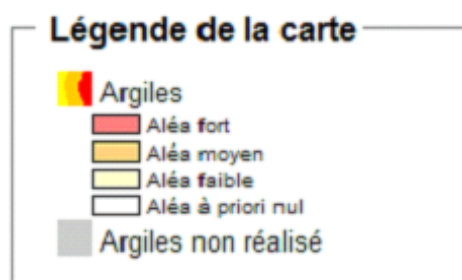 Légende de la carte
Argiles
Aléa fort
Aléa moyen
Aléa faible
Aléa à priori nul
Argiles non réalisé